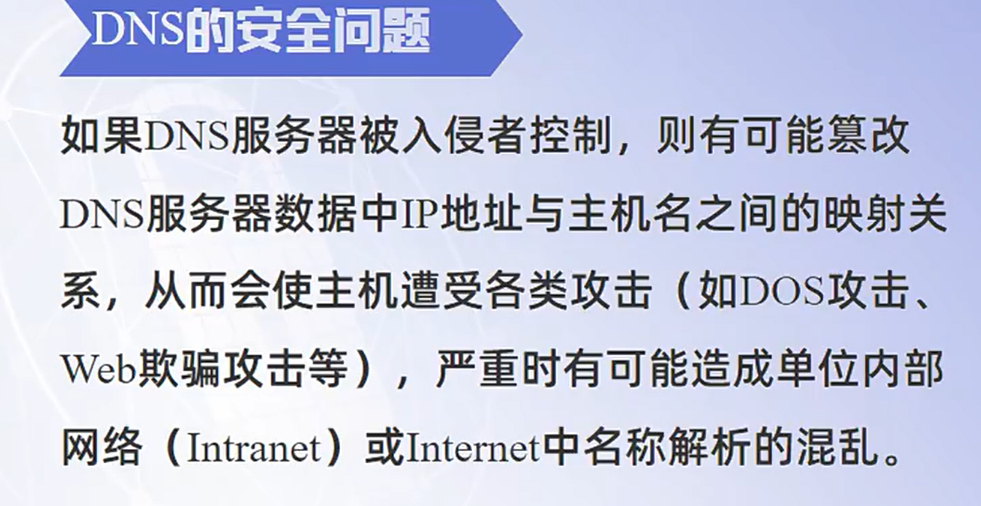 DNS的安全问题
如果DNS服务器被入侵者控制，则有可能篡改
DNS服务器数据中IP地址与主机名之间的映射关
系，从而会使主机遭受各类攻击（如DOS攻击、
Web欺骗攻击等），严重时有可能造成单位内部
网络（Intranet）或Internet中名称解析的混乱。